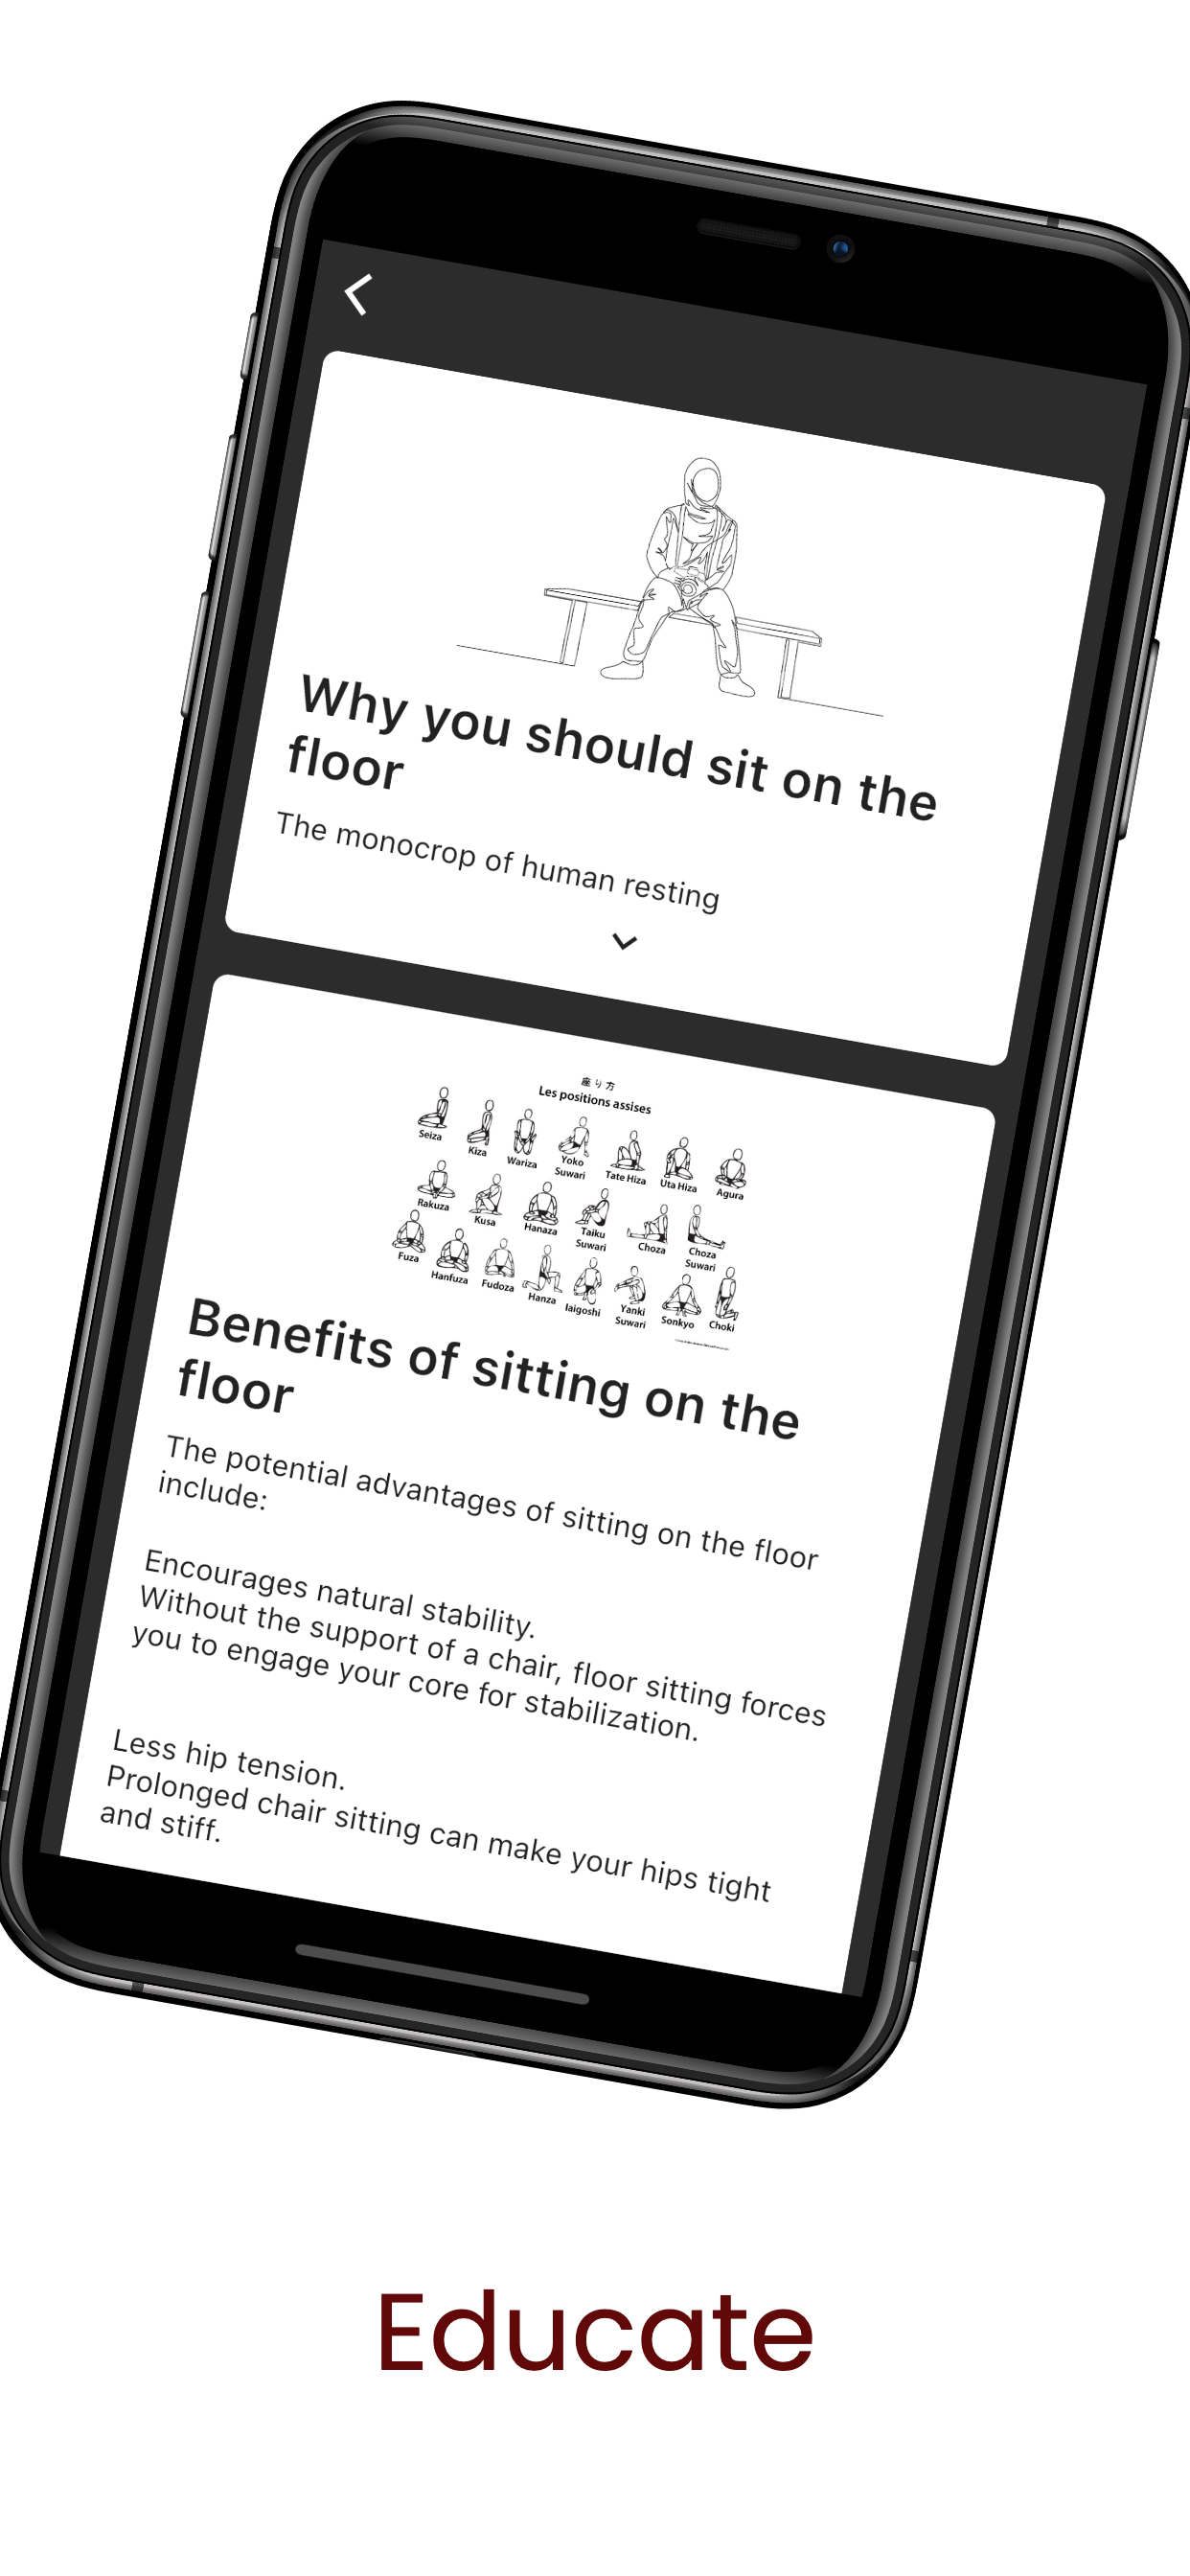 Why you should sit on the
floor
The monocrop of human resting
座り方
Les positions assises
Seiza
Kiza
Wariza
Yoko
Suwari
Tate Hiza
Uta Hiza
Agura
Rakuza
Kusa
Hanaza
Taiku
Suwari
Choza
Choza
Suwari
Fuza
Hanfuza
Fudoza
Hanza
Iaigoshi
Yanki
Suwari
Sonkyo
Choki
Benefits of sitting on the
floor
The potential advantages of sitting on the floor
include:
Encourages natural stability.
Without the support of a chair, floor sitting forces
you to engage your core for stabilization.
Less hip tension.
Prolonged chair sitting can make your hips tight
and stiff.
Educate